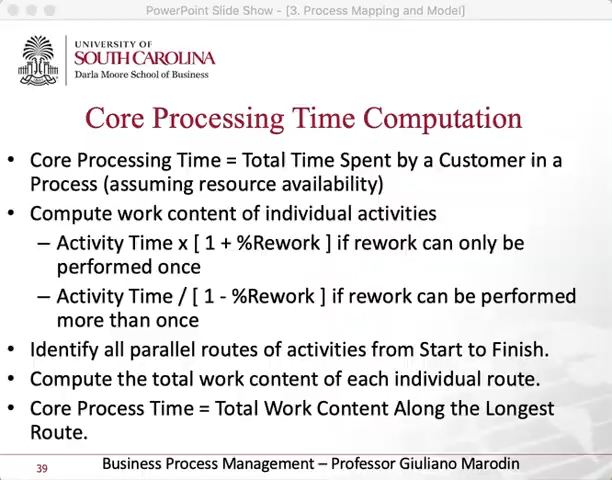 PowerPoint Slide Show - [3. Process Mapping and Model]
UNIVERSITY OF
SOUTH CAROLINA
Darla Moore School of Business
Core Processing Time Computation
• Core Processing Time = Total Time Spent by a Customer in a
Process (assuming resource availability)
• Compute work content of individual activities
– Activity Time x [ 1 + %Rework ] if rework can only be
performed once
– Activity Time / [ 1 - %Rework ] if rework can be performed
more than once
• Identify all parallel routes of activities from Start to Finish.
• Compute the total work content of each individual route.
• Core Process Time = Total Work Content Along the Longest
Route.
39
Business Process Management – Professor Giuliano Marodin